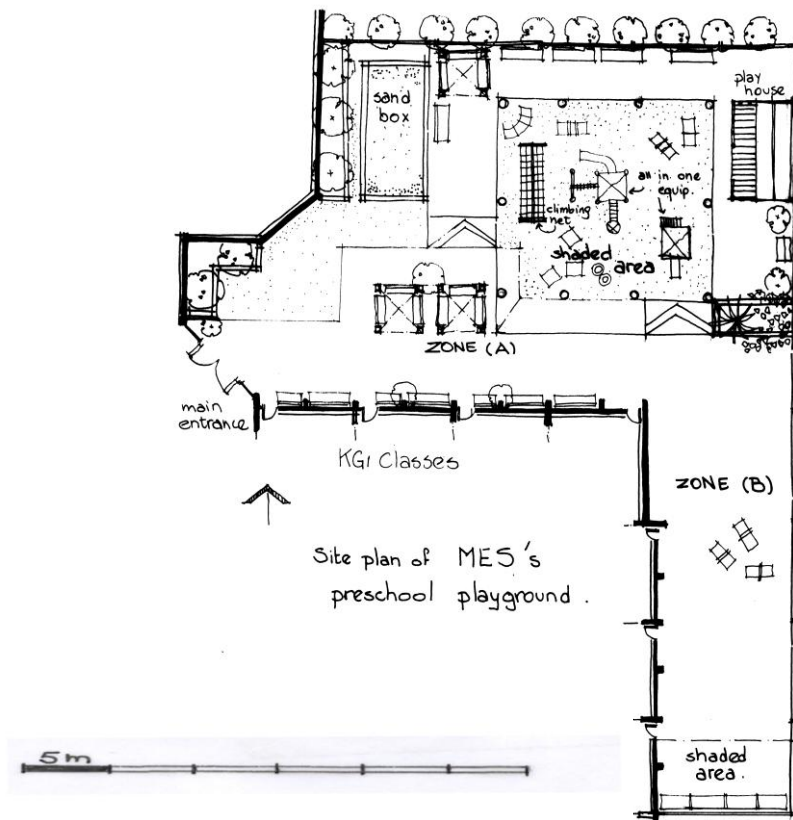 play
house
sand
box
all in one
equip.
climbing
net
shaded
area
ZONE (A)
main
entrance
KG1 Classes
ZONE (B)
Site plan of MES's
preschool playground.
5m
shaded
area.